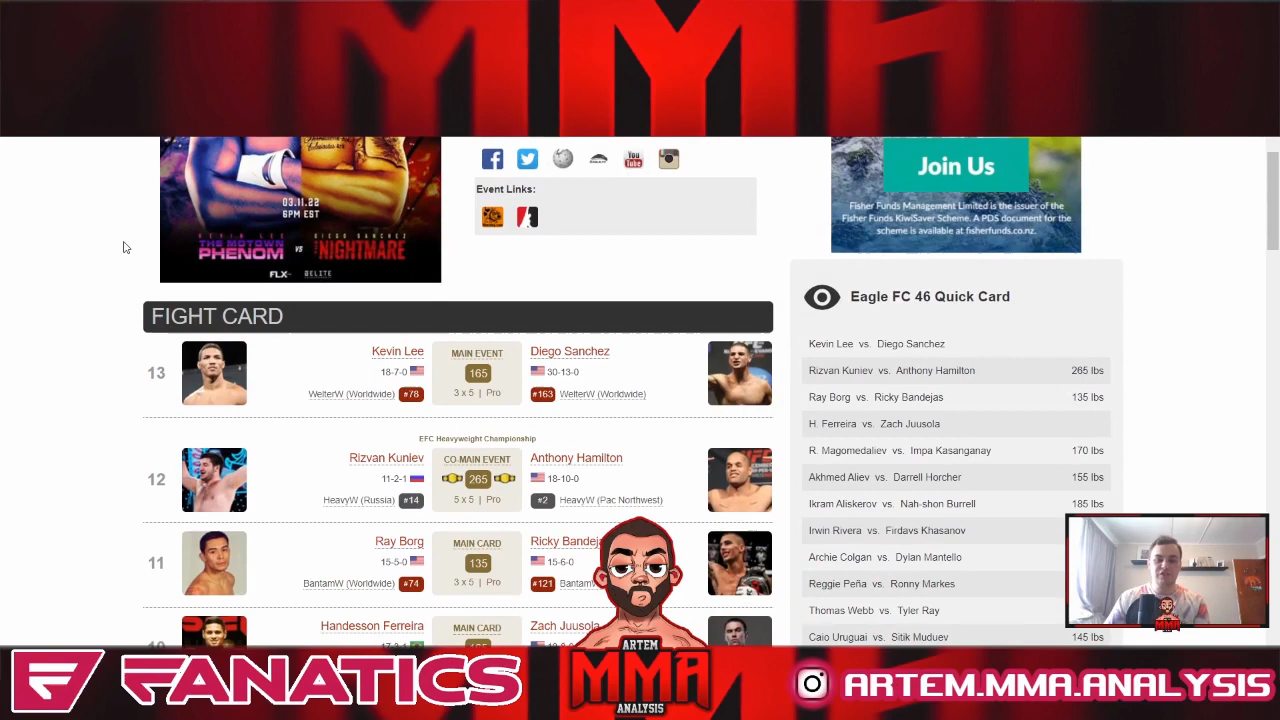 MMA
03.11.22
6PM EST
KEVIN LEE
THE MOTOWN PHENOM
VS
DIEGO SANCHEZ
NIGHTMARE
FLX
@ELITE
You Tube
Event Links:
Join Us
Fisher Funds Management Limited is the issuer of the
Fisher Funds KiwiSaver Scheme. A PDS document for the
scheme is available at fisherfunds.co.nz.
FIGHT CARD
13
Kevin Lee
18-7-0
WelterW (Worldwide) #78
MAIN EVENT
165
3 x 5 | Pro
Diego Sanchez
30-13-0
#163 WelterW (Worldwide)
EFC Heavyweight Championship
12
Rizvan Kuniev
11-2-1
HeavyW (Russia) #14
CO-MAIN EVENT
265
5 x 5 | Pro
Anthony Hamilton
18-10-0
#2 HeavyW (Pac Northwest)
11
Ray Borg
15-5-0
BantamW (Worldwide) #74
MAIN CARD
135
3 x 5 | Pro
Ricky Bandeja
15-6-0
#121 Bantam
Handesson Ferreira
MAIN CARD
Zach Juusola
Eagle FC 46 Quick Card
Kevin Lee vs. Diego Sanchez
Rizvan Kuniev vs. Anthony Hamilton 265 lbs
Ray Borg vs. Ricky Bandejas 135 lbs
H. Ferreira vs. Zach Juusola
R. Magomedaliev vs. Impa Kasanganay 170 lbs
Akhmed Aliev vs. Darrell Horcher 155 lbs
Ikram Aliskerov vs. Nah-shon Burrell 185 lbs
Irwin Rivera vs. Firdavs Khasanov
Archie Colgan vs. Dylan Mantello
Reggie Peña vs. Ronny Markes
Thomas Webb vs. Tyler Ray
Caio Uruguai vs. Sitik Muduev 145 lbs
FANATICS
ARTEM
MMA
ANALYSIS
ARTEM.MMA.ANALYSIS